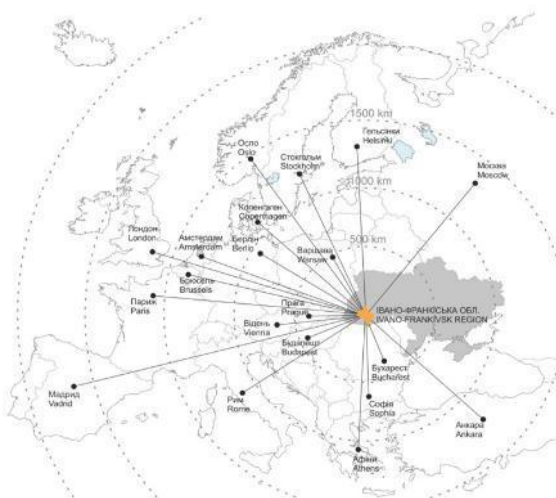 1500 km
Гельсінкі
Helsinki
Осло
Oslo
Стокгольм
Stockholm
Москва
Moscow
1000 km
Копенгаген
Copenhagen
Лондон
London
Амстердам
Amsterdam
Берлін
Berlin
Варшава
Warsaw
500 km
Брюсель
Brussels
Париж
Paris
Прага
Prague
ІВАНО-ФРАНКІВСЬКА ОБЛ.
IVANO-FRANKIVSK REGION
Відень
Vienna
Будапешт
Budapest
Бухарест
Bucharest
Мадрид
Рим
Rome
Софія
Sophia
Анкара
Ankara
Афіни
Athens